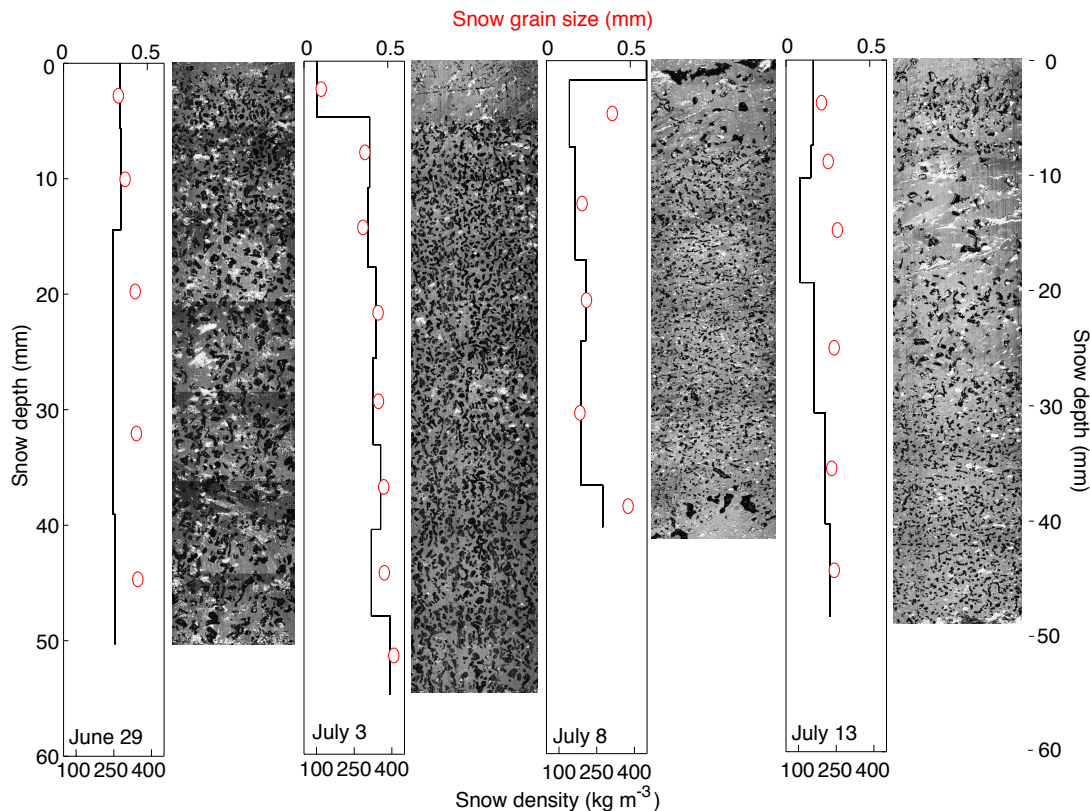 Snow grain size (mm)
0 0.5 0 0.5 0 0.5 0 0.5
0 0
10 10
20 20
30 30
40 40
50 50
60 60
Snow depth (mm)
Snow depth (mm)
June 29 July 3 July 8 July 13
100 250 400 100 250 400 100 250 400 100 250 400
Snow density (kg m⁻³)